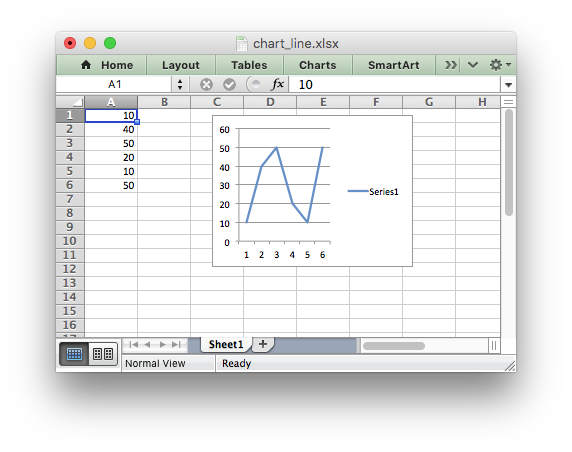 chart_line.xlsx
Home Layout Tables Charts SmartArt
A1 fx 10
A B C D E F G H
1 10
2 40
3 50
4 20
5 10
6 50
7
8
9
10
11
12
13
14
15
16
60
50
40
30
20
10
0
1 2 3 4 5 6
Series1
Sheet1
Normal View Ready